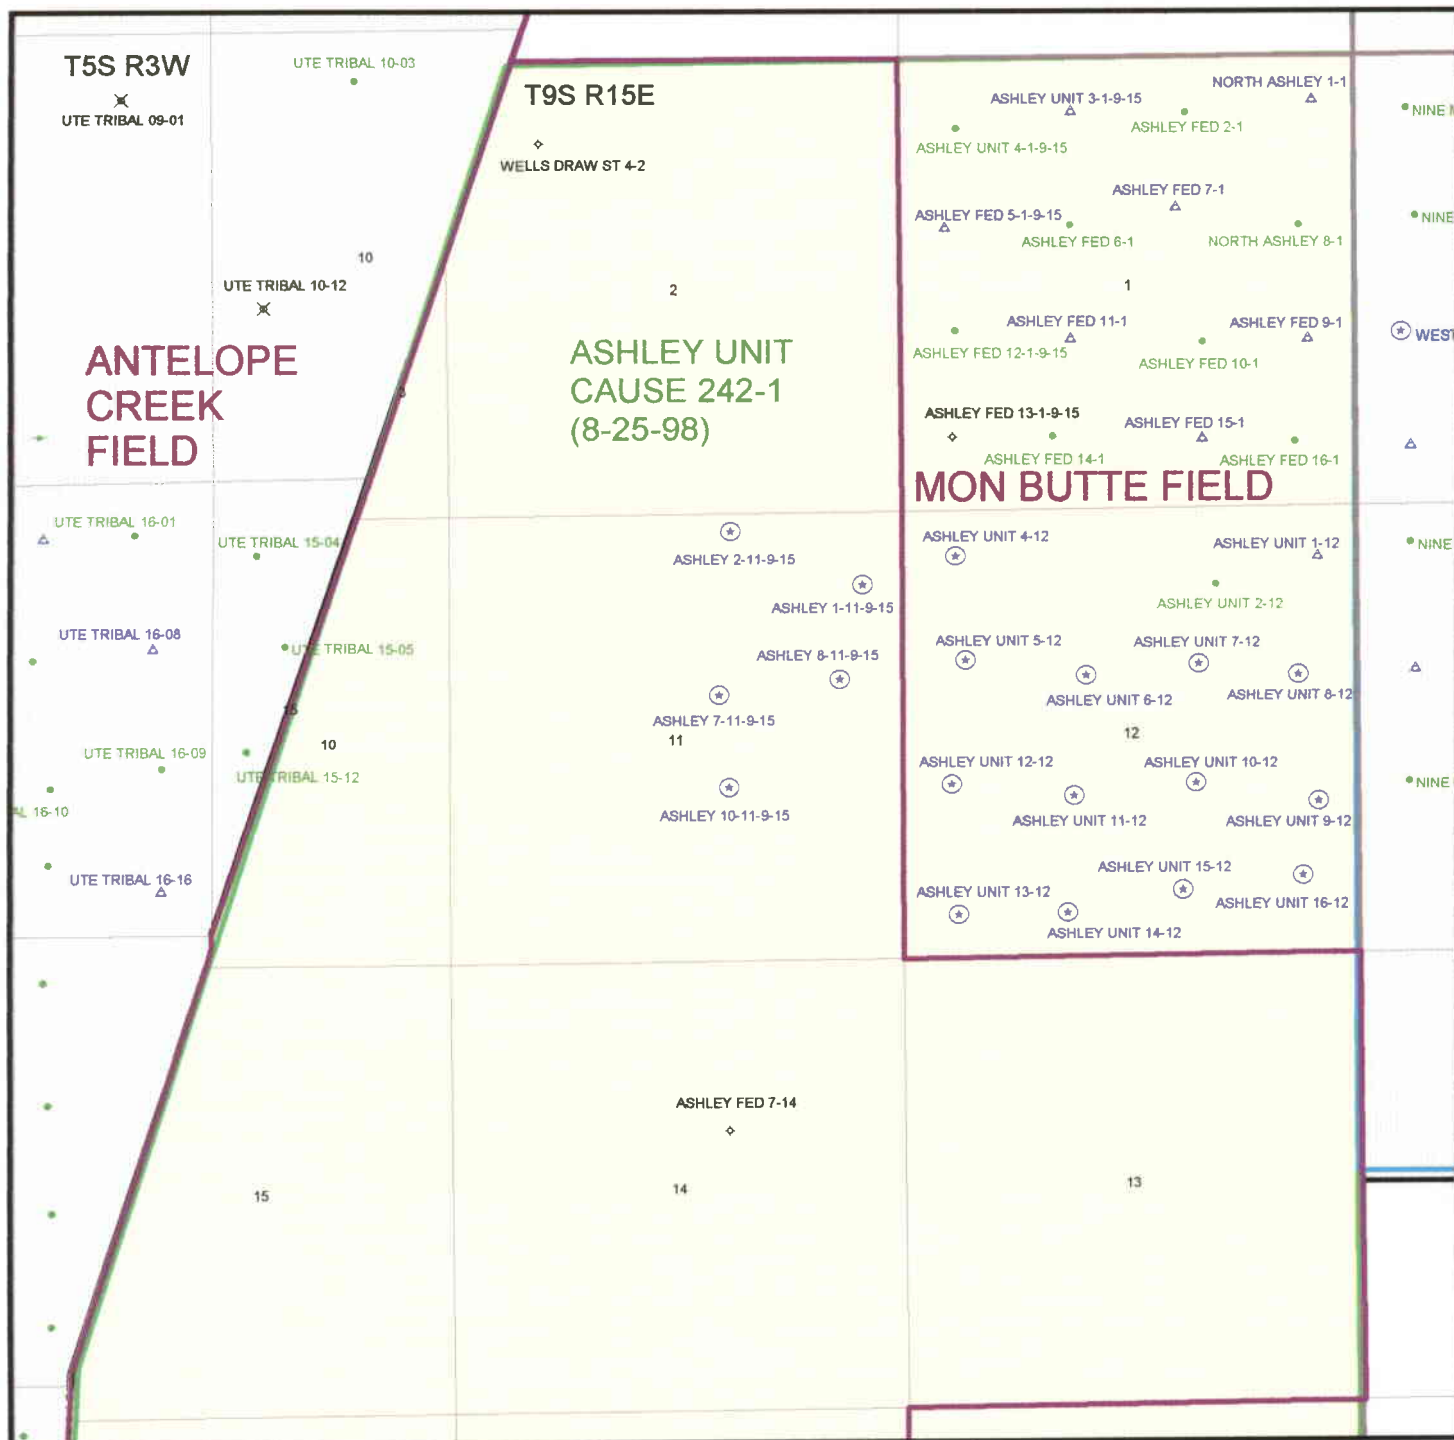 T5S R3W
UTE TRIBAL 09-01
UTE TRIBAL 10-03
T9S R15E
WELLS DRAW ST 4-2
ASHLEY UNIT 3-1-9-15
NORTH ASHLEY 1-1
ASHLEY FED 2-1
ASHLEY UNIT 4-1-9-15
NINE
ASHLEY FED 7-1
ASHLEY FED 5-1-9-15
ASHLEY FED 6-1
NORTH ASHLEY 8-1
NINE
10
UTE TRIBAL 10-12
2
1
ASHLEY FED 11-1
ASHLEY FED 9-1
ASHLEY FED 12-1-9-15
ASHLEY FED 10-1
WEST
ANTELOPE
CREEK
FIELD
3
ASHLEY UNIT
CAUSE 242-1
(8-25-98)
ASHLEY FED 13-1-9-15
ASHLEY FED 15-1
ASHLEY FED 14-1
ASHLEY FED 16-1
MON BUTTE FIELD
UTE TRIBAL 16-01
UTE TRIBAL 15-04
ASHLEY 2-11-9-15
ASHLEY UNIT 4-12
ASHLEY UNIT 1-12
NINE
ASHLEY 1-11-9-15
ASHLEY UNIT 2-12
UTE TRIBAL 16-08
UTE TRIBAL 15-05
ASHLEY 8-11-9-15
ASHLEY UNIT 5-12
ASHLEY UNIT 7-12
ASHLEY UNIT 6-12
ASHLEY UNIT 8-12
15
ASHLEY 7-11-9-15
10
11
12
UTE TRIBAL 16-09
UTE TRIBAL 15-12
ASHLEY UNIT 12-12
ASHLEY UNIT 10-12
NINE
AL 16-10
ASHLEY 10-11-9-15
ASHLEY UNIT 11-12
ASHLEY UNIT 9-12
UTE TRIBAL 16-16
ASHLEY UNIT 15-12
ASHLEY UNIT 13-12
ASHLEY UNIT 16-12
ASHLEY UNIT 14-12
ASHLEY FED 7-14
15
14
13